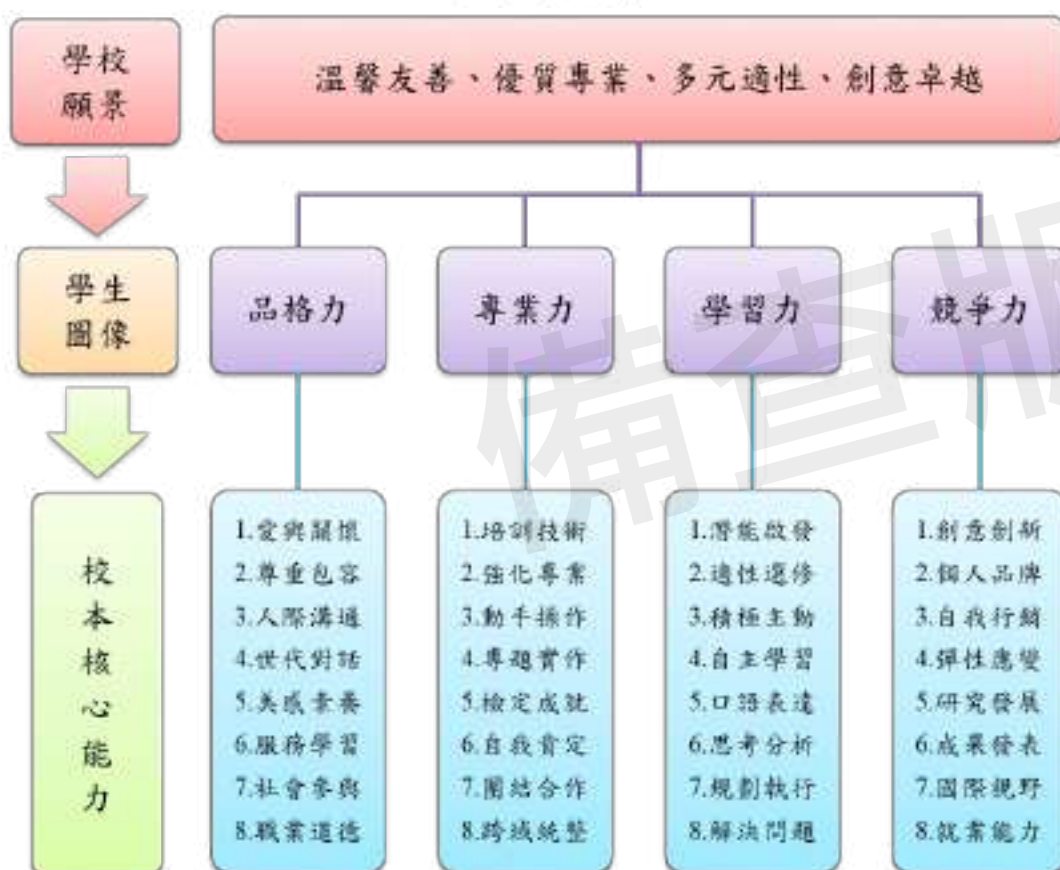 學校
願景
溫馨友善、優質專業、多元適性、創意卓越
學生
圖像
品格力
專業力
學習力
競爭力
校
本
核
心
能
力
1.愛與關懷
2.尊重包容
3.人際溝通
4.世代對話
5.美感素養
6.服務學習
7.社會參與
8.職業道德
1.培訓技術
2.強化專業
3.動手操作
4.專題實作
5.檢定成就
6.自我肯定
7.團結合作
8.跨域統整
1.潛能啟發
2.適性選修
3.積極主動
4.自主學習
5.口語表達
6.思考分析
7.規劃執行
8.解決問題
1.創意創新
2.個人品牌
3.自我行銷
4.彈性應變
5.研究發展
6.成果發表
7.國際視野
8.就業能力
備查版